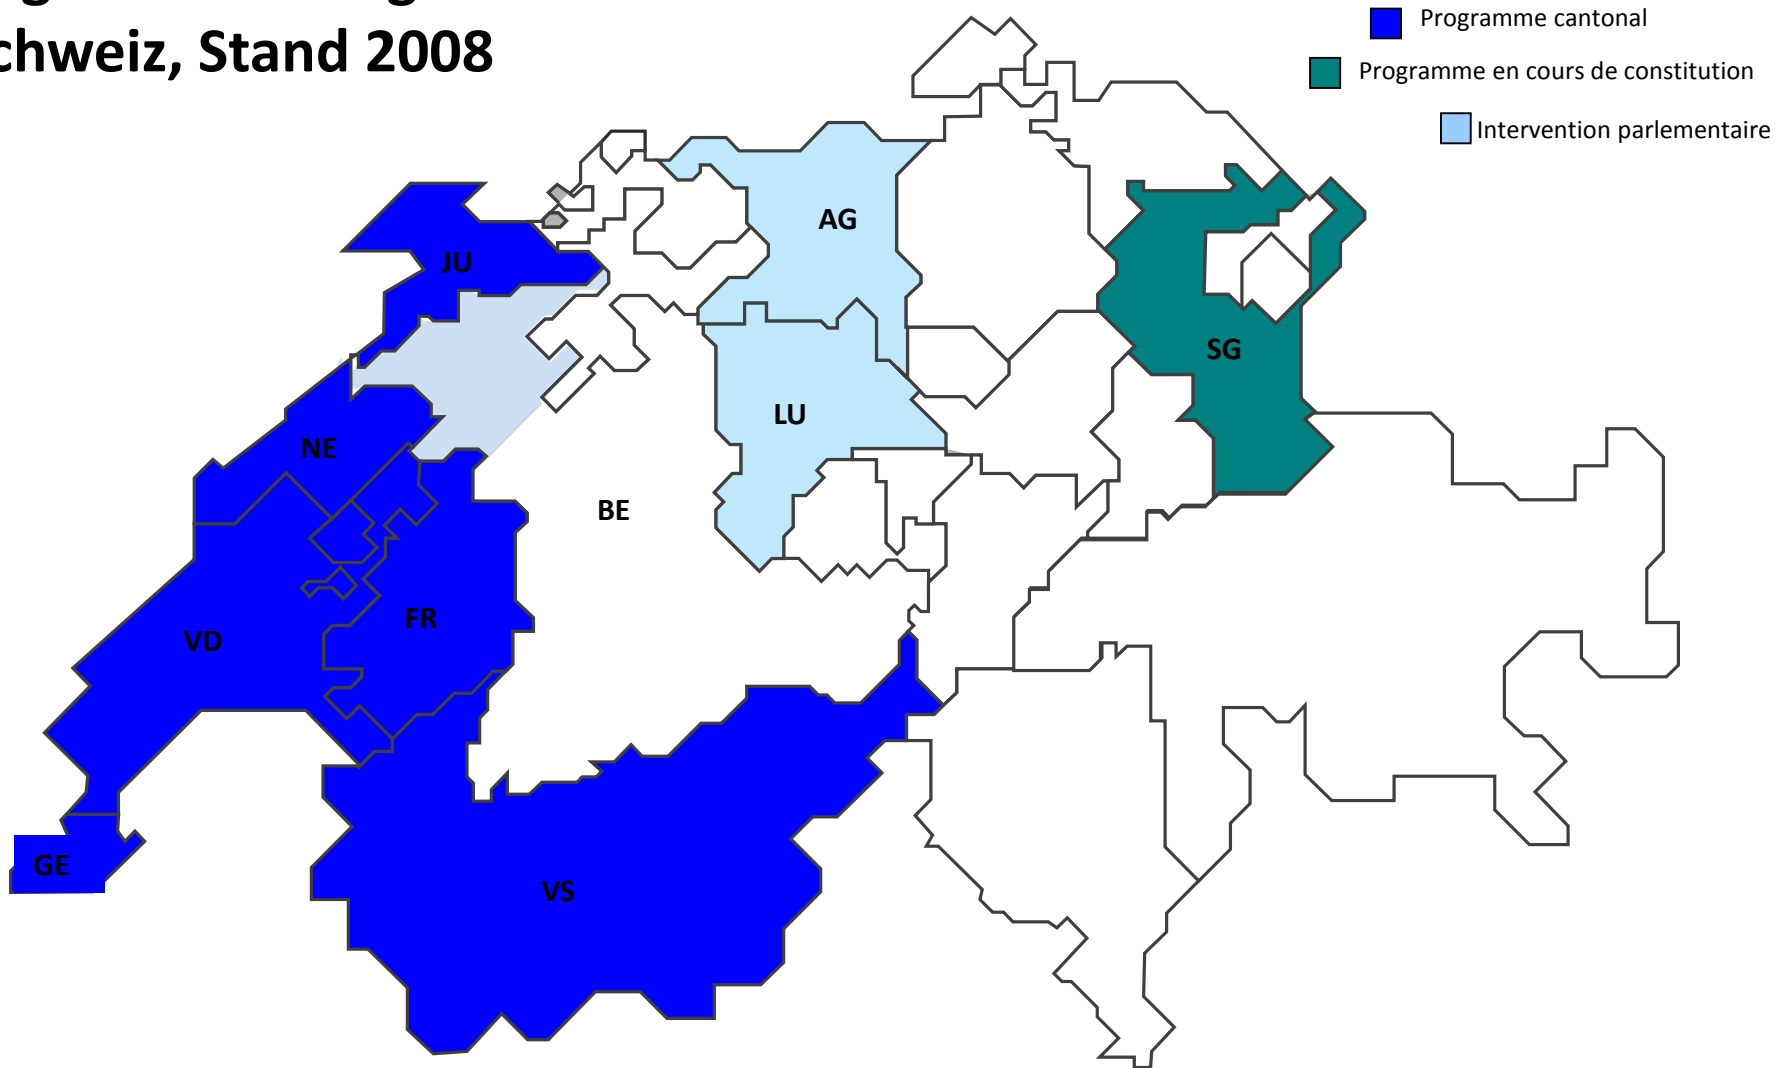 chweiz, Stand 2008
Programme cantonal
Programme en cours de constitution
Intervention parlementaire
AG
JU
SG
LU
NE
BE
FR
VD
GE
VS